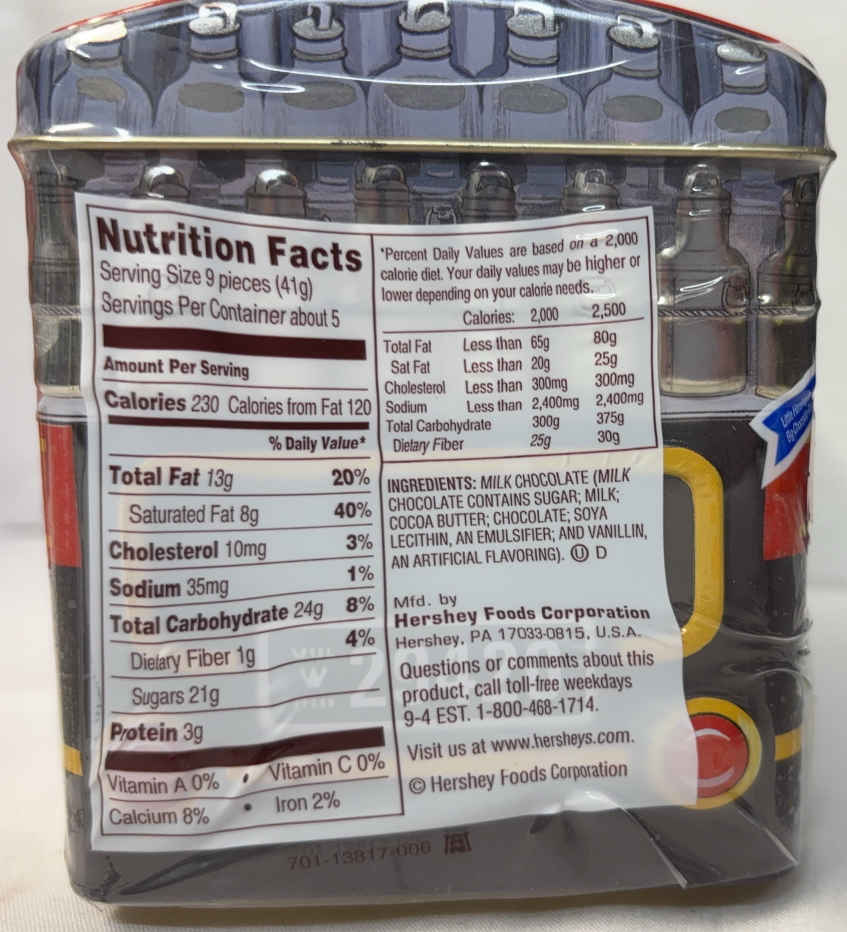 Nutrition Facts
Serving Size 9 pieces (41g)
Servings Per Container about 5
Amount Per Serving
Calories 230 Calories from Fat 120
% Daily Value*
Total Fat 13g 20%
Saturated Fat 8g 40%
Cholesterol 10mg 3%
Sodium 35mg 1%
Total Carbohydrate 24g 8%
Dietary Fiber 1g 4%
Sugars 21g
Protein 3g
Vitamin A 0% • Vitamin C 0%
Calcium 8% • Iron 2%
*Percent Daily Values are based on a 2,000
calorie diet. Your daily values may be higher or
lower depending on your calorie needs.
Calories: 2,000 2,500
Total Fat Less than 65g 80g
Sat Fat Less than 20g 25g
Cholesterol Less than 300mg 300mg
Sodium Less than 2,400mg 2,400mg
Total Carbohydrate 300g 375g
Dietary Fiber 25g 30g
INGREDIENTS: MILK CHOCOLATE (MILK
CHOCOLATE CONTAINS SUGAR; MILK;
COCOA BUTTER; CHOCOLATE; SOYA
LECITHIN, AN EMULSIFIER; AND VANILLIN,
AN ARTIFICIAL FLAVORING). Ⓤ D
Mfd. by
Hershey Foods Corporation
Hershey, PA 17033-0815, U.S.A.
Questions or comments about this
product, call toll-free weekdays
9-4 EST. 1-800-468-1714.
Visit us at www.hersheys.com.
© Hershey Foods Corporation
701-13817-006